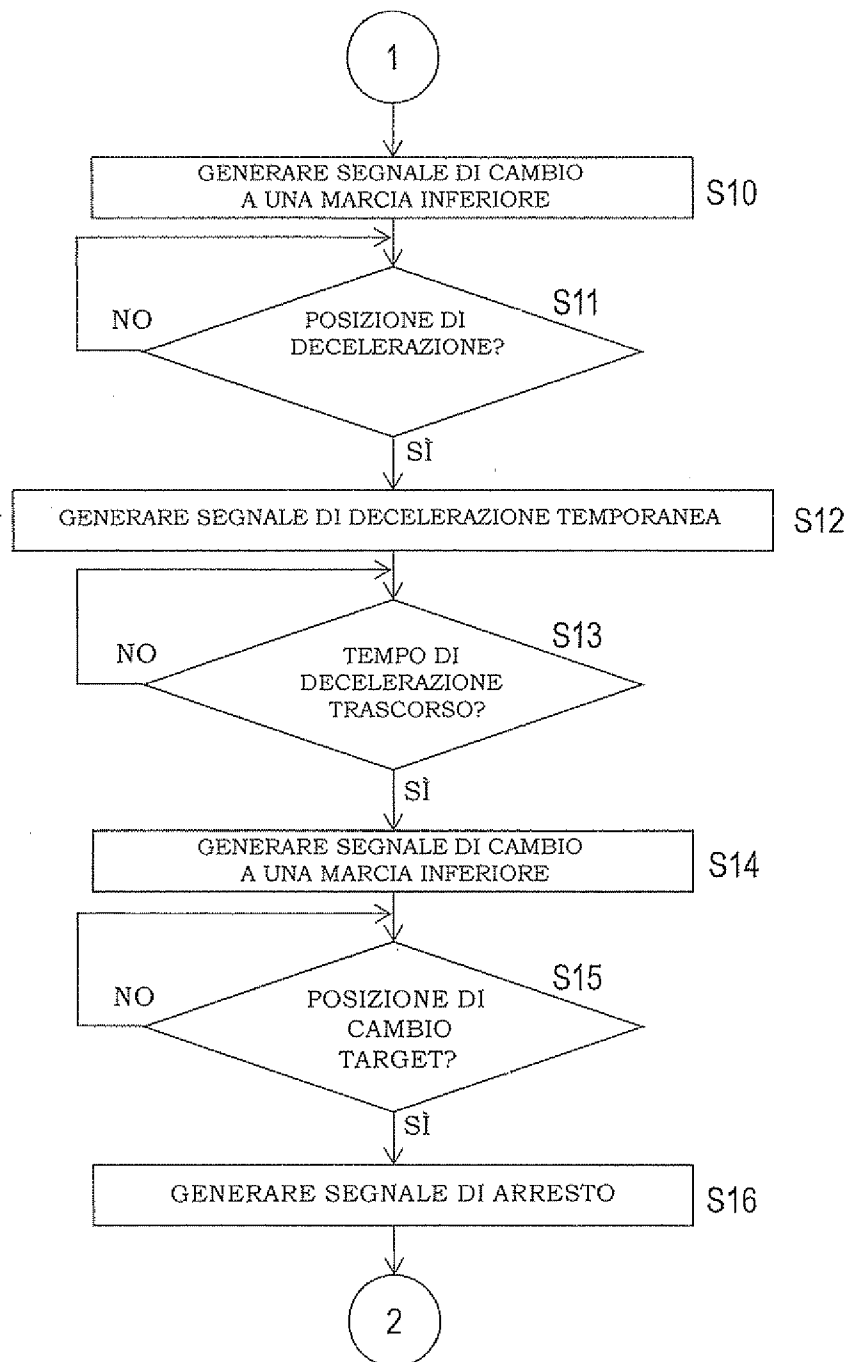 1
GENERARE SEGNALE DI CAMBIO
A UNA MARCIA INFERIORE
S10
S11
NO
POSIZIONE DI
DECELERAZIONE?
SÌ
GENERARE SEGNALE DI DECELERAZIONE TEMPORANEA
S12
S13
NO
TEMPO DI
DECELERAZIONE
TRASCORSO?
SÌ
GENERARE SEGNALE DI CAMBIO
A UNA MARCIA INFERIORE
S14
S15
NO
POSIZIONE DI
CAMBIO
TARGET?
SÌ
GENERARE SEGNALE DI ARRESTO
S16
2